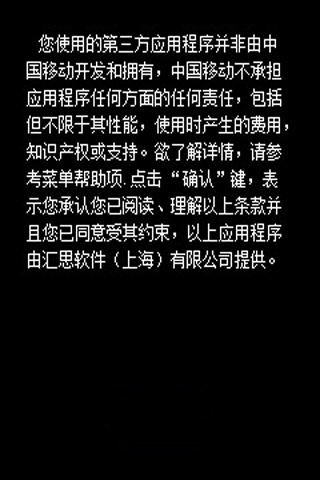 您使用的第三方应用程序并非由中
国移动开发和拥有，中国移动不承担
应用程序任何方面的任何责任，包括
但不限于其性能，使用时产生的费用，
知识产权或支持。欲了解详情，请参
考菜单帮助项.点击“确认”键，表
示您承认您已阅读、理解以上条款并
且您已同意受其约束，以上应用程序
由汇思软件（上海）有限公司提供。